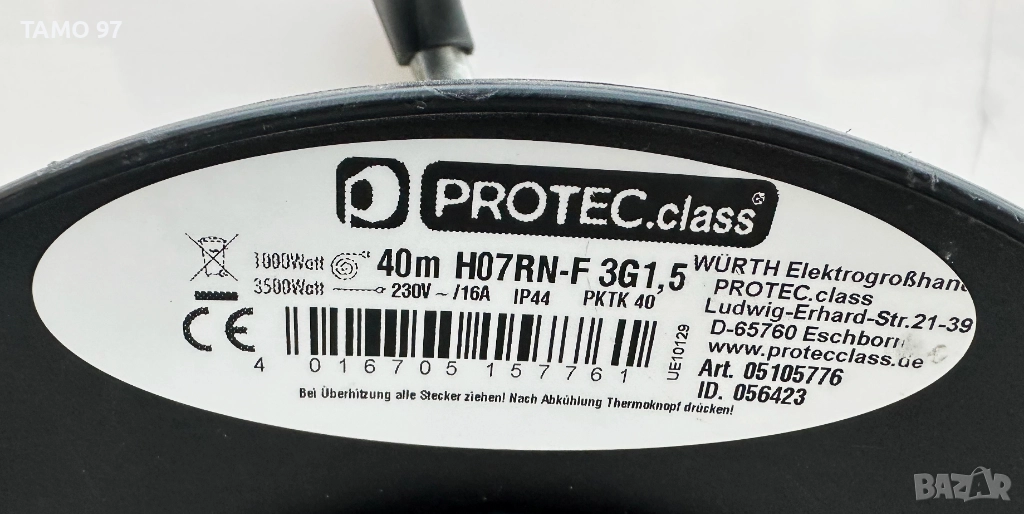 TAMO 97
PROTEC.class
1000Watt 40m H07RN-F 3G1,5
3500Watt 230V ~ /16A IP44 PKTK 40
CE
4 016705 157761
UE10129
Bei Überhitzung alle Stecker ziehen! Nach Abkühlung Thermoknopf drücken!
WÜRTH Elektrogroßhan
PROTEC.class
Ludwig-Erhard-Str.21-39
D-65760 Eschborn
www.protecclass.de
Art. 05105776
ID. 056423
BAZAR